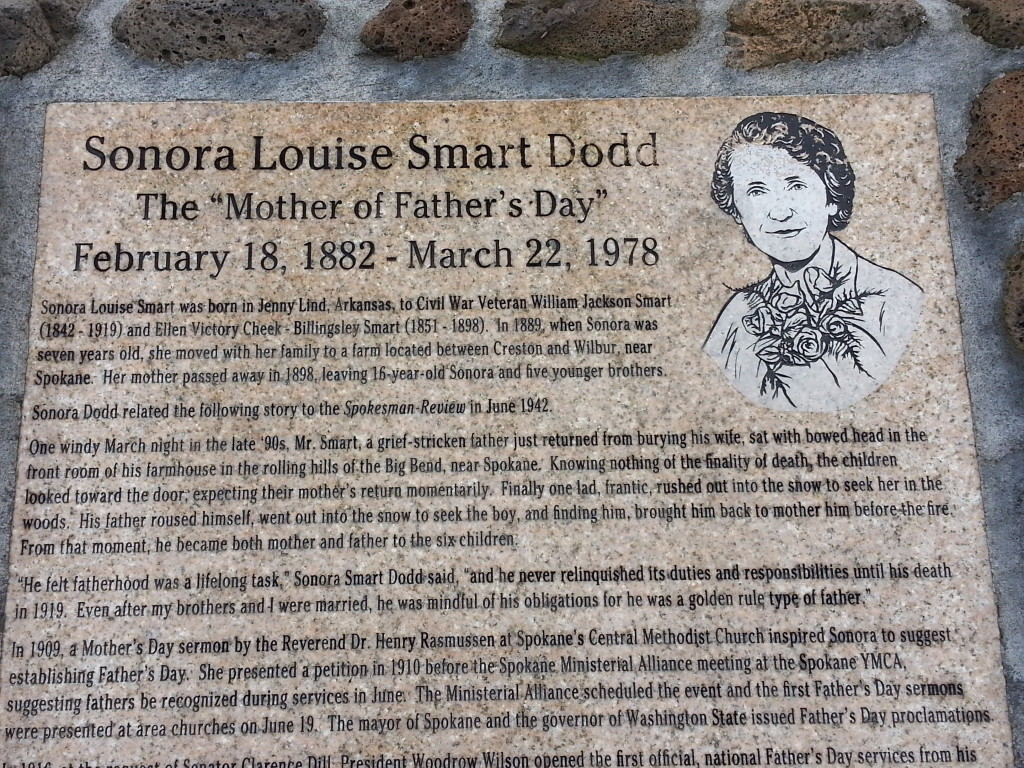 Sonora Louise Smart Dodd
The "Mother of Father's Day"
February 18, 1882 - March 22, 1978
Sonora Louise Smart was born in Jenny Lind, Arkansas, to Civil War Veteran William Jackson Smart
(1842 - 1919) and Ellen Victory Cheek - Billingsley Smart (1851 - 1898). In 1889, when Sonora was
seven years old, she moved with her family to a farm located between Creston and Wilbur, near
Spokane. Her mother passed away in 1898, leaving 16-year-old Sonora and five younger brothers.
Sonora Dodd related the following story to the Spokesman-Review in June 1942.
'One windy March night in the late '90s, Mr. Smart, a grief-stricken father just returned from burying his wife, sat with bowed head in the
front room of his farmhouse in the rolling hills of the Big Bend, near Spokane. Knowing nothing of the finality of death, the children
looked toward the door, expecting their mother's return momentarily. Finally one lad, frantic, rushed out into the snow to seek her in the
woods. His father roused himself, went out into the snow to seek the boy, and finding him, brought him back to mother him before the fire.
From that moment, he became both mother and father to the six children.
"He felt fatherhood was a lifelong task," Sonora Smart Dodd said, "and he never relinquished its duties and responsibilities until his death
in 1919. Even after my brothers and I were married, he was mindful of his obligations for he was a golden rule type of father."
In 1909, a Mother's Day sermon by the Reverend Dr. Henry Rasmussen at Spokane's Central Methodist Church inspired Sonora to suggest
establishing Father's Day. She presented a petition in 1910 before the Spokane Ministerial Alliance meeting at the Spokane YMCA,
suggesting fathers be recognized during services in June. The Ministerial Alliance scheduled the event and the first Father's Day sermons
were presented at area churches on June 19. The mayor of Spokane and the governor of Washington State issued Father's Day proclamations.
In 1916, at the request of Senator Clarence Dill, President Woodrow Wilson opened the first official, national Father's Day services from his